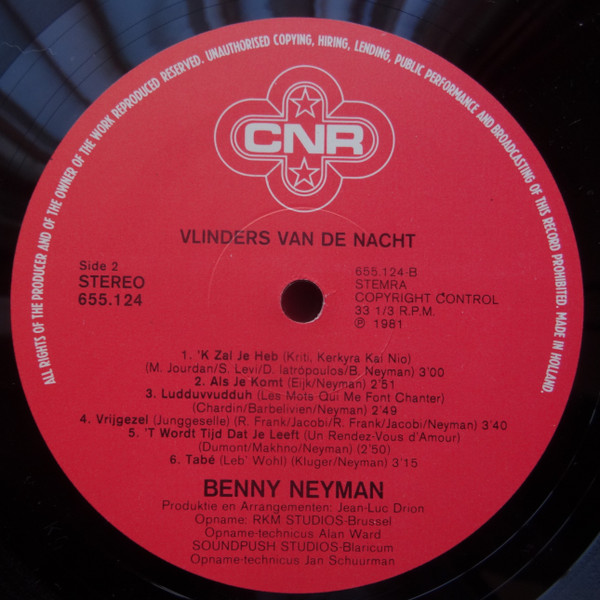 ALL RIGHTS OF THE PRODUCER AND OF THE OWNER OF THE WORK REPRODUCED RESERVED. UNAUTHORISED COPYING, HIRING, LENDING, PUBLIC PERFORMANCE AND BROADCASTING OF THIS RECORD PROHIBITED. MADE IN HOLLAND.
CNR
VLINDERS VAN DE NACHT
Side 2
STEREO
655.124
655.124-B
STEMRA
COPYRIGHT CONTROL
33 1/3 R.P.M.
℗ 1981
1. 'K Zal Je Heb (Kriti, Kerkyra Kai Nio)
(M. Jourdan/S. Levi/D. Iatrópoulos/B. Neyman) 3'00
2. Als Je Komt (Eijk/Neyman) 2'51
3. Ludduvvudduh (Les Mots Qui Me Font Chanter)
(Chardin/Barbelivien/Neyman) 2'49
4. Vrijgezel (Junggeselle) (R. Frank/Jacobi/R. Frank/Jacobi/Neyman) 3'40
5. 'T Wordt Tijd Dat Je Leeft (Un Rendez-Vous d'Amour)
(Dumont/Makhno/Neyman) (2'50)
6. Tabé (Leb' Wohl) (Kluger/Neyman) 3'15
BENNY NEYMAN
Produktie en Arrangementen: Jean-Luc Drion
Opname: RKM STUDIOS-Brussel
Opname-technicus Alan Ward
SOUNDPUSH STUDIOS-Blaricum
Opname-technicus Jan Schuurman